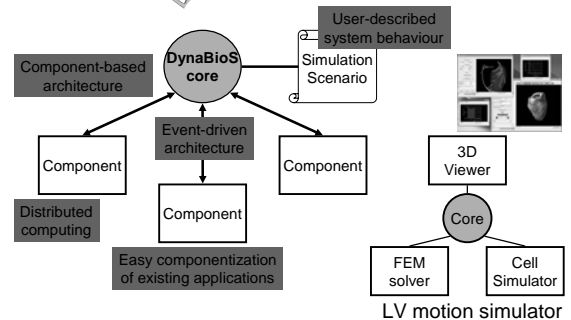 User-described
system behaviour
DynaBioS
core
Simulation
Scenario
Component-based
architecture
Event-driven
architecture
Component
Component
Component
Distributed
computing
Easy componentization
of existing applications
3D
Viewer
Core
FEM
solver
Cell
Simulator
LV motion simulator